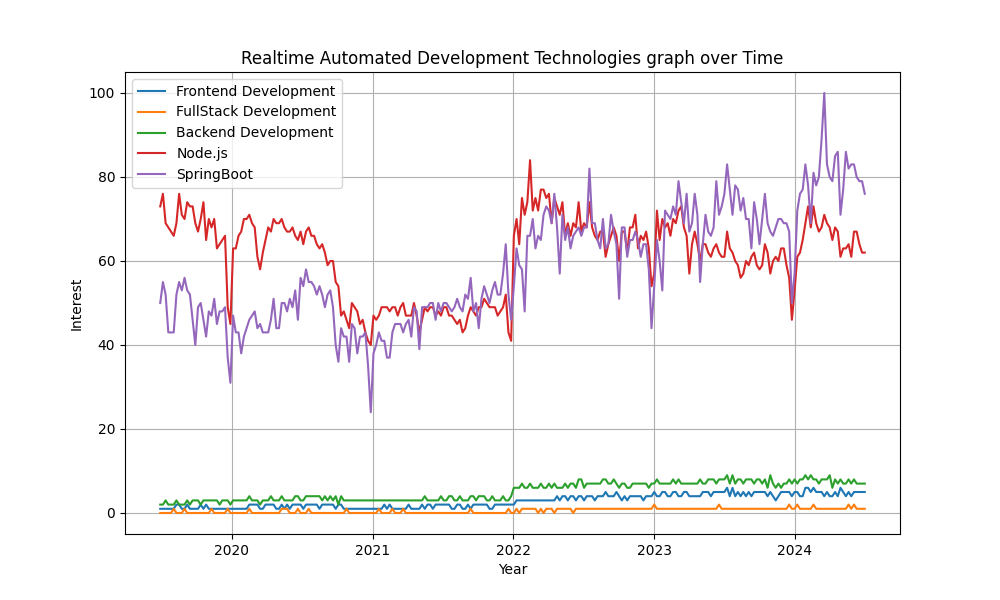 Realtime Automated Development Technologies graph over Time
Frontend Development
FullStack Development
Backend Development
Node.js
SpringBoot
100
80
60
40
20
0
Interest
2020 2021 2022 2023 2024
Year